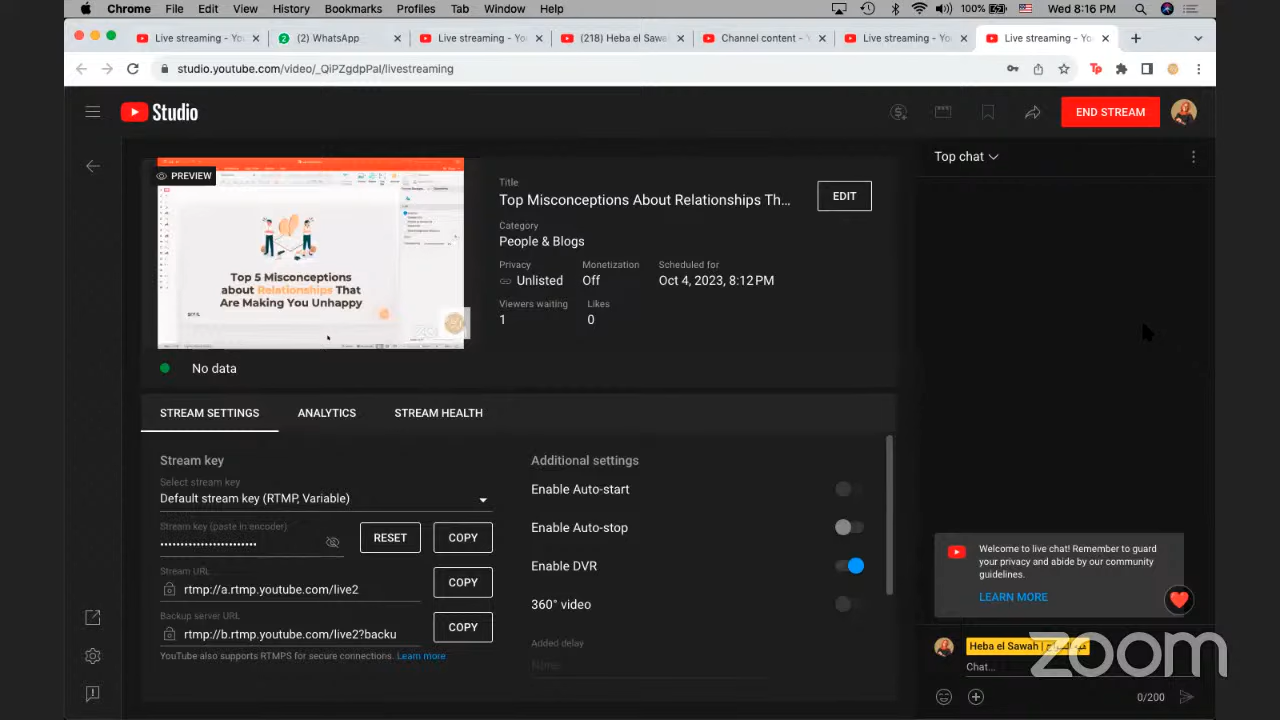 Chrome File Edit View History Bookmarks Profiles Tab Window Help 100% Wed 8:16 PM
Live streaming - Yo (2) WhatsApp Live streaming - Yo (218) Heba el Sawa Channel content - Live streaming - Yo Live streaming - Yo
studio.youtube.com/video/_QiPZgdpPaI/livestreaming Tp
Studio END STREAM
PREVIEW
Top 5 Misconceptions
about Relationships That
Are Making You Unhappy
zoom
No data
Title
Top Misconceptions About Relationships Th...
EDIT
Category
People & Blogs
Privacy Monetization Scheduled for
Unlisted Off Oct 4, 2023, 8:12 PM
Viewers waiting Likes
1 0
STREAM SETTINGS ANALYTICS STREAM HEALTH
Stream key
Select stream key
Default stream key (RTMP, Variable)
Stream key (paste in encoder)
•••••••••••••••••••••••• RESET COPY
Stream URL
rtmp://a.rtmp.youtube.com/live2 COPY
Backup server URL
rtmp://b.rtmp.youtube.com/live2?backu COPY
YouTube also supports RTMPS for secure connections. Learn more
Additional settings
Enable Auto-start
Enable Auto-stop
Enable DVR
360° video
Added delay
None
Top chat
Welcome to live chat! Remember to guard
your privacy and abide by our community
guidelines.
LEARN MORE
Heba el Sawah |
Chat...
0/200
zoom